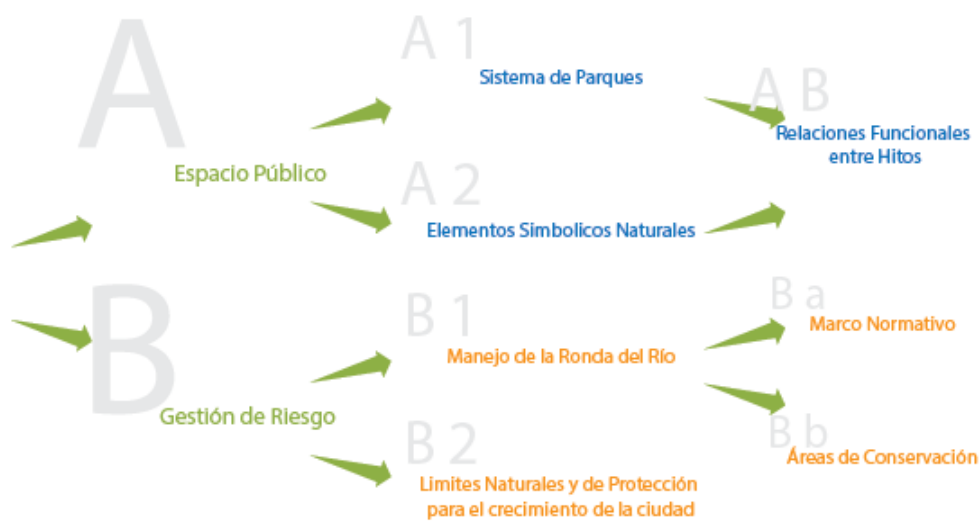 A
Espacio Público
A 1
Sistema de Parques
A 2
Elementos Simbolicos Naturales
A B
Relaciones Funcionales
entre Hitos
B
Gestión de Riesgo
B 1
Manejo de la Ronda del Río
B a
Marco Normativo
B b
Áreas de Conservación
B 2
Limites Naturales y de Protección
para el crecimiento de la ciudad